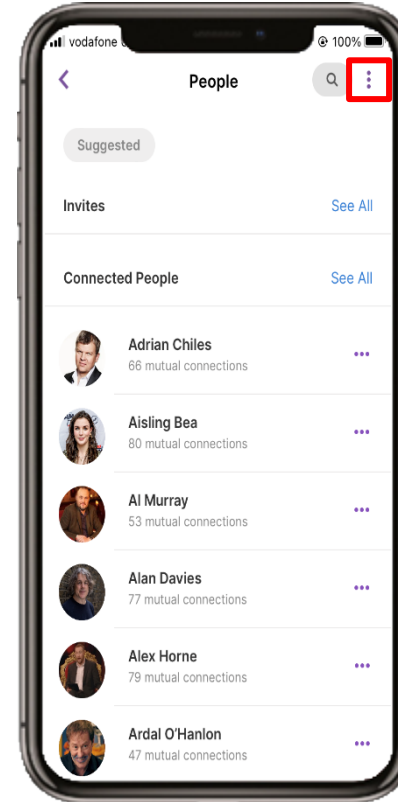 vodafone
100%
People
Suggested
Invites
See All
Connected People
See All
Adrian Chiles
66 mutual connections
Aisling Bea
80 mutual connections
Al Murray
53 mutual connections
Alan Davies
77 mutual connections
Alex Horne
79 mutual connections
Ardal O'Hanlon
47 mutual connections